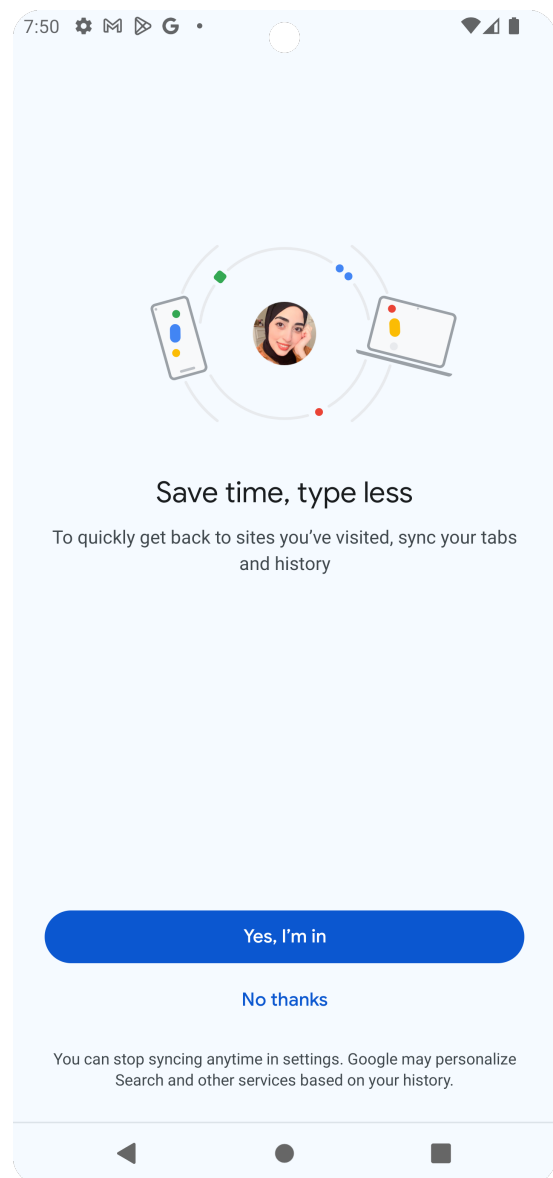 7:50
Save time, type less
To quickly get back to sites you’ve visited, sync your tabs
and history
Yes, I’m in
No thanks
You can stop syncing anytime in settings. Google may personalize
Search and other services based on your history.